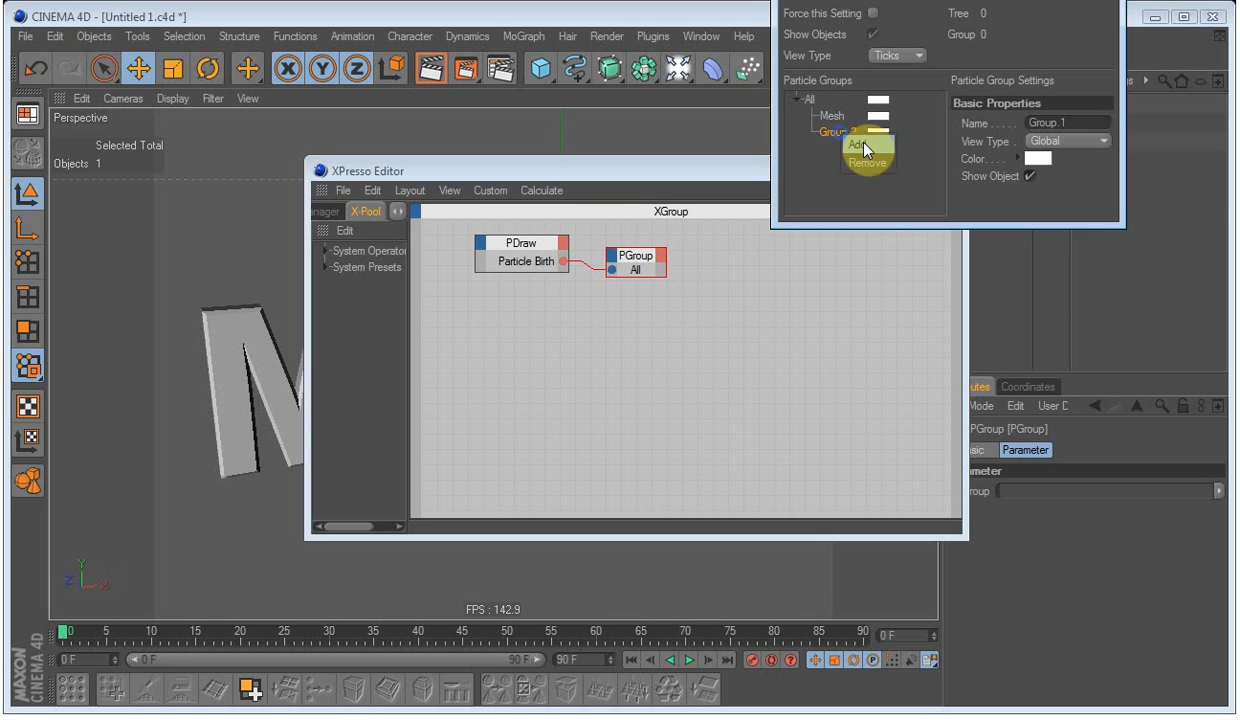 CINEMA 4D - [Untitled 1.c4d *]
File Edit Objects Tools Selection Structure Functions Animation Character Dynamics MoGraph Hair Render Plugins Window Help
Edit Cameras Display Filter View
Perspective
Selected Total
Objects 1
Force this Setting
Tree 0
Show Objects
Group 0
View Type Ticks
Particle Groups
Particle Group Settings
All
Mesh
Add
Remove
Basic Properties
Name . . . . . Group.1
View Type . Global
Color. . . .
Show Object
XPresso Editor
File Edit Layout View Custom Calculate
nager X-Pool
XGroup
Edit
System Operator
System Presets
PDraw
Particle Birth
PGroup
All
utes Coordinates
Mode Edit User D
PGroup [PGroup]
sic Parameter
meter
roup
Z Y X
FPS : 142.9
0 5 10 15 20 25 30 35 40 45 50 55 60 65 70 75 80 85 90 0 F
0 F 0 F 90 F 90 F
MAXON
CINEMA 4D